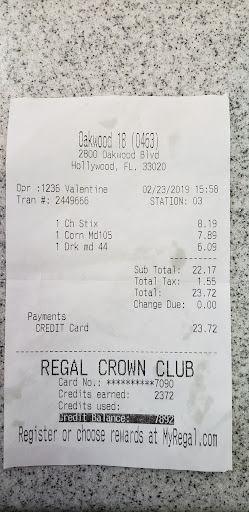 Oakwood 18 (0463)
2800 Oakwood Blvd
Hollywood, FL. 33020
Opr :1236 Valentine 02/23/2019 15:58
Tran #: 2449666 STATION: 03
1 Ch Stix 8.19
1 Corn Md105 7.89
1 Drk md 44 6.09
Sub Total: 22.17
Total Tax: 1.55
Total: 23.72
Change Due: 0.00
Payments
CREDIT Card 23.72
REGAL CROWN CLUB
Card No.: **********7090
Credits earned: 2372
Credits used:
Credit Balance: 7892
Register or choose rewards at MyRegal.com